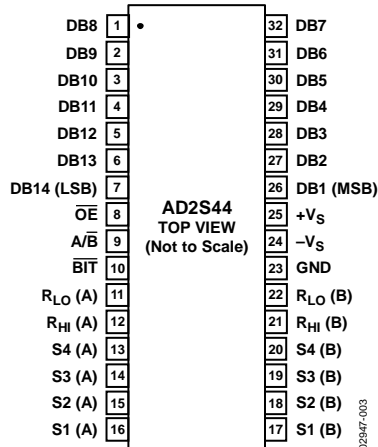 DB8 1 32 DB7
DB9 2 31 DB6
DB10 3 30 DB5
DB11 4 29 DB4
DB12 5 28 DB3
DB13 6 27 DB2
DB14 (LSB) 7 26 DB1 (MSB)
O̅E̅ 8 AD2S44 25 +VS
A/B̅ 9 TOP VIEW 24 –VS
B̅I̅T̅ 10 (Not to Scale) 23 GND
RLO (A) 11 22 RLO (B)
RHI (A) 12 21 RHI (B)
S4 (A) 13 20 S4 (B)
S3 (A) 14 19 S3 (B)
S2 (A) 15 18 S2 (B)
S1 (A) 16 17 S1 (B)
02947-003